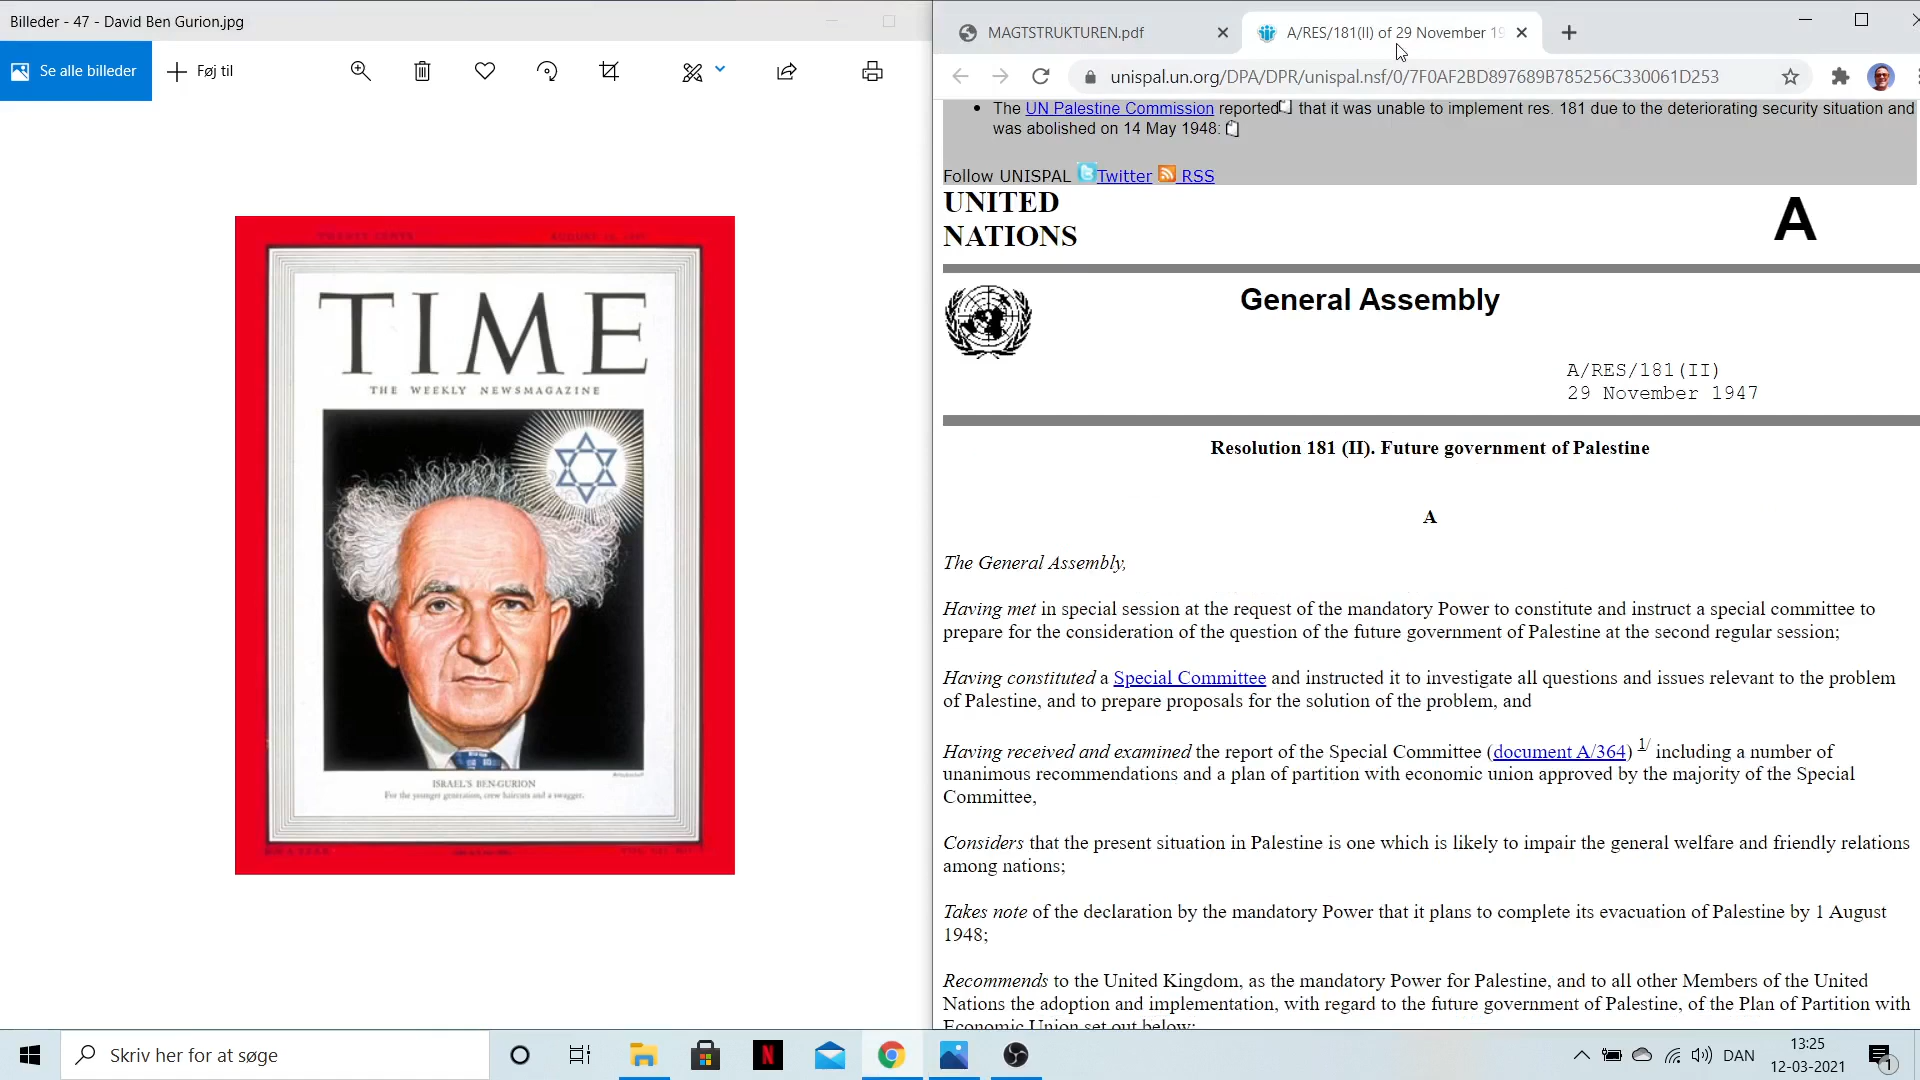 Billeder - 47 - David Ben Gurion.jpg
Se alle billeder
Føj til
TIME
THE WEEKLY NEWSMAGAZINE
ISRAEL'S BEN-GURION
For the younger generation, crew haircuts and a swagger.
MAGTSTRUKTUREN.pdf
A/RES/181(II) of 29 November 19
unispal.un.org/DPA/DPR/unispal.nsf/0/7F0AF2BD897689B785256C330061D253
The UN Palestine Commission reported that it was unable to implement res. 181 due to the deteriorating security situation and
was abolished on 14 May 1948:
Follow UNISPAL Twitter RSS
UNITED
NATIONS
A
General Assembly
A/RES/181(II)
29 November 1947
Resolution 181 (II). Future government of Palestine
A
The General Assembly,
Having met in special session at the request of the mandatory Power to constitute and instruct a special committee to
prepare for the consideration of the question of the future government of Palestine at the second regular session;
Having constituted a Special Committee and instructed it to investigate all questions and issues relevant to the problem
of Palestine, and to prepare proposals for the solution of the problem, and
Having received and examined the report of the Special Committee (document A/364) 1/ including a number of
unanimous recommendations and a plan of partition with economic union approved by the majority of the Special
Committee,
Considers that the present situation in Palestine is one which is likely to impair the general welfare and friendly relations
among nations;
Takes note of the declaration by the mandatory Power that it plans to complete its evacuation of Palestine by 1 August
1948;
Recommends to the United Kingdom, as the mandatory Power for Palestine, and to all other Members of the United
Nations the adoption and implementation, with regard to the future government of Palestine, of the Plan of Partition with
Economic Union set out below;
Skriv her for at søge
N
DAN
13:25
12-03-2021
1